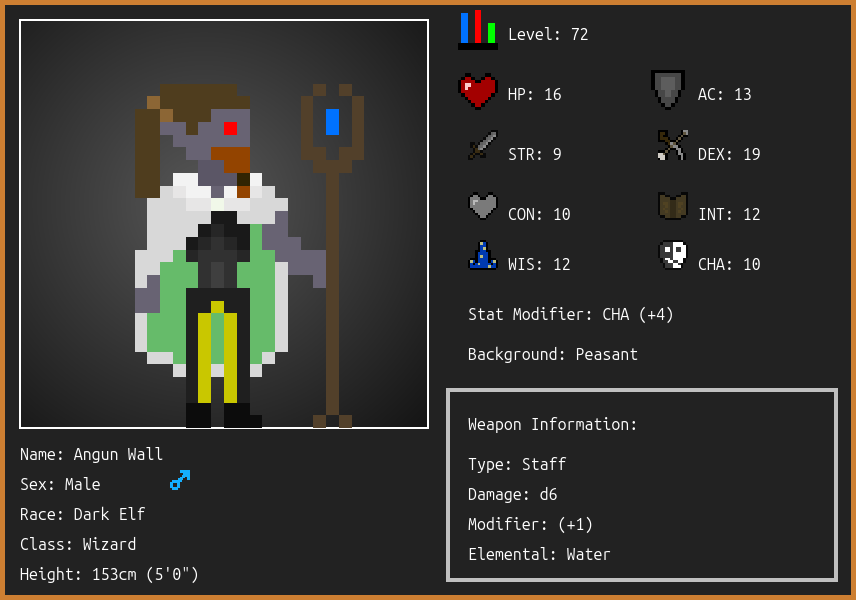 Level: 72
HP: 16
AC: 13
STR: 9
DEX: 19
CON: 10
INT: 12
WIS: 12
CHA: 10
Stat Modifier: CHA (+4)
Background: Peasant
Weapon Information:
Type: Staff
Damage: d6
Modifier: (+1)
Elemental: Water
Name: Angun Wall
Sex: Male
Race: Dark Elf
Class: Wizard
Height: 153cm (5'0")